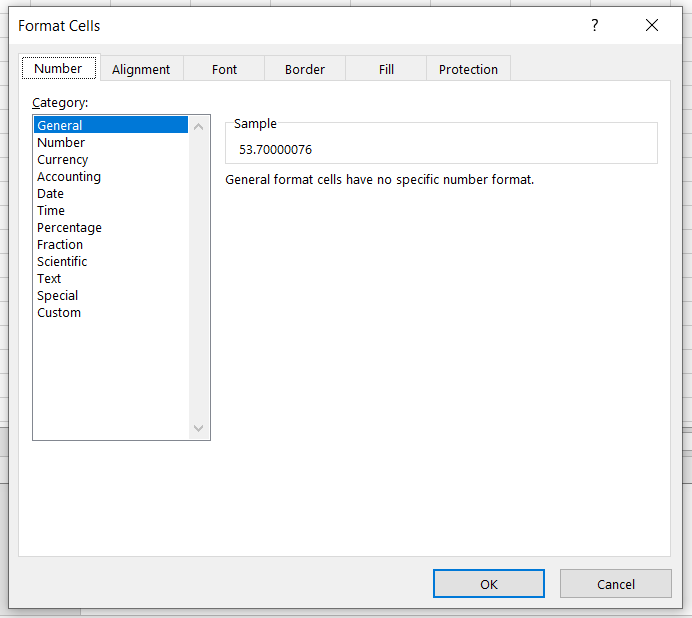 Format Cells
?
Number
Alignment
Font
Border
Fill
Protection
Category:
General
Number
Currency
Accounting
Date
Time
Percentage
Fraction
Scientific
Text
Special
Custom
Sample
53.70000076
General format cells have no specific number format.
OK
Cancel